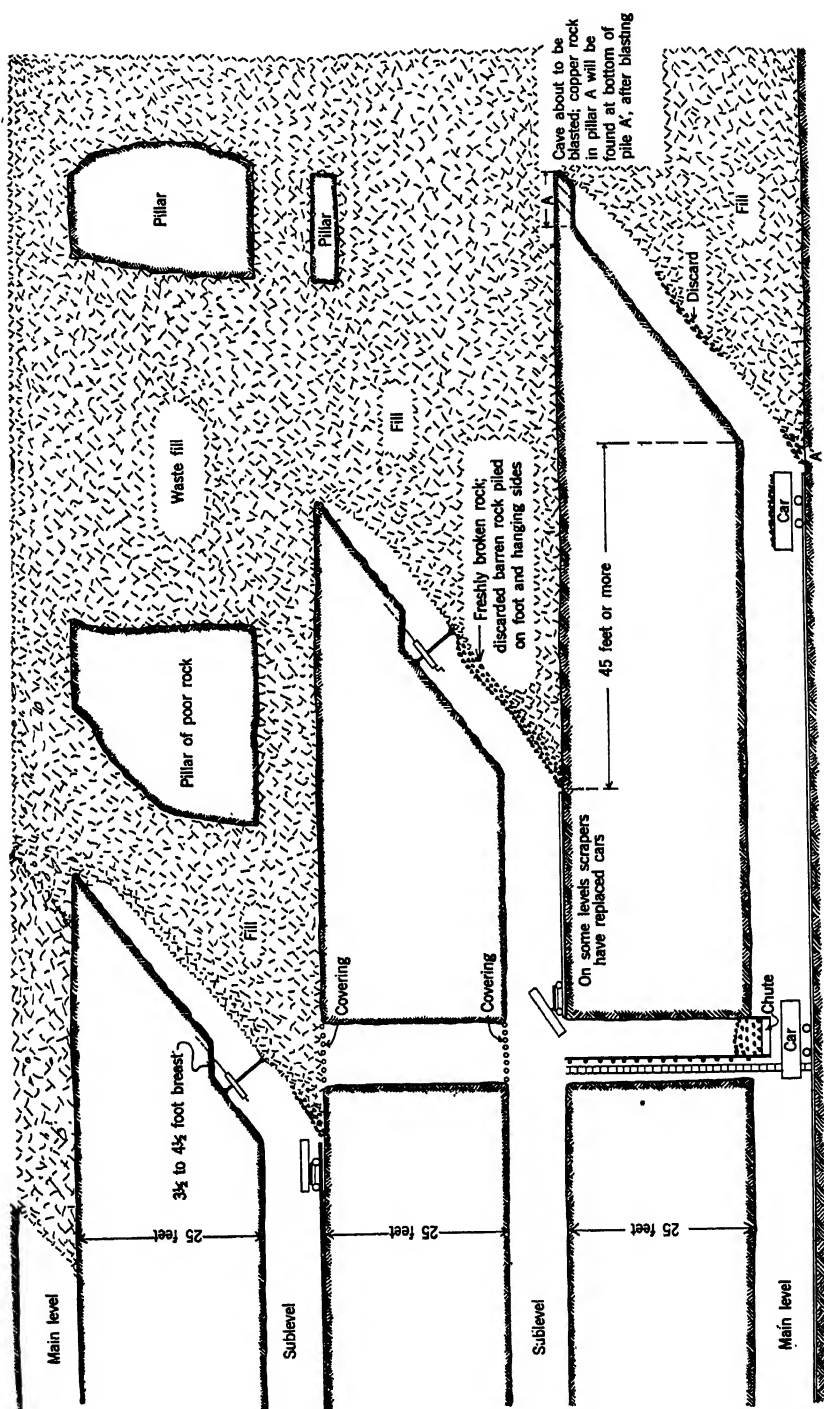 Main level
25 feet
3½ to 4½ foot breast
Fill
Pillar of poor rock
Waste fill
Pillar
Sublevel
25 feet
Covering
Covering
Fill
Pillar
Freshly broken rock;
discarded barren rock piled
on foot and hanging sides
Sublevel
25 feet
On some levels scrapers
have replaced cars
45 feet or more
A
Cave about to be
blasted; copper rock
in pillar A will be
found at bottom of
pile A', after blasting
Discard
Fill
Chute
Main level
Car
Car
A'